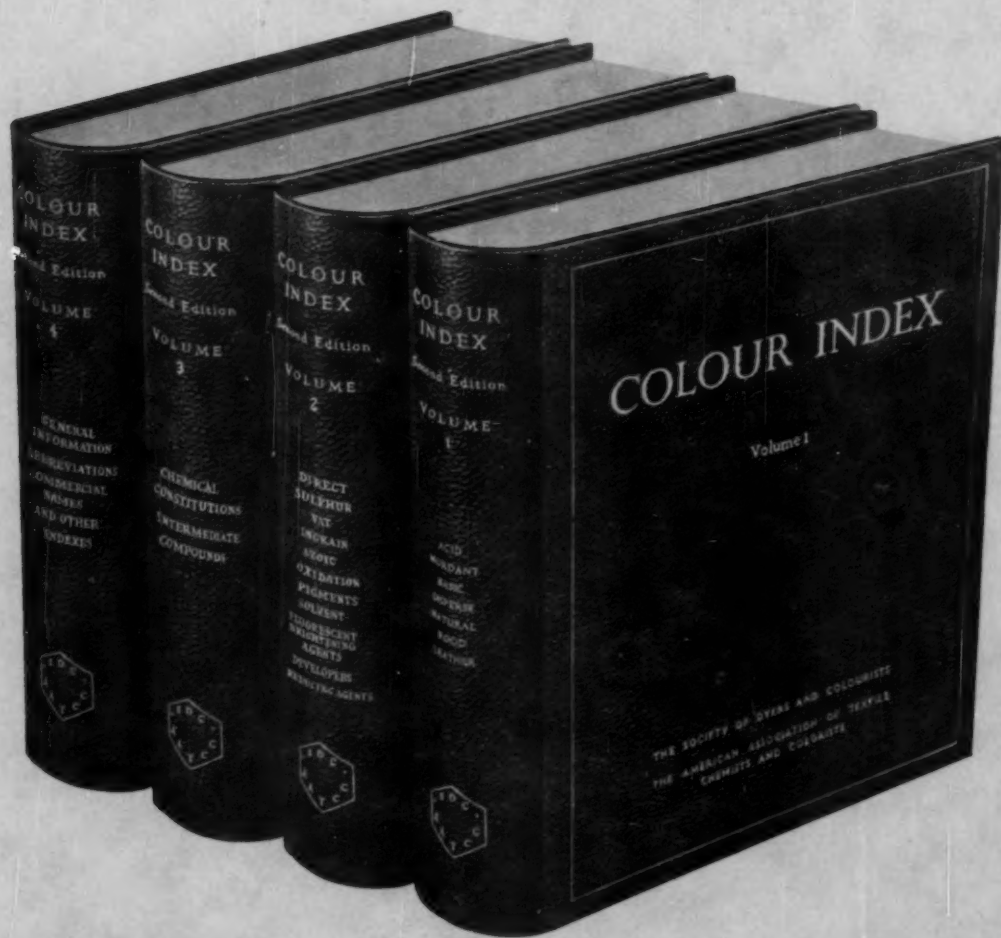 COLOUR
INDEX
Second Edition
VOLUME
4
GENERAL
INFORMATION
ABBREVIATIONS
COMMERCIAL
NAMES
AND OTHER
INDEXES
COLOUR
INDEX
Second Edition
VOLUME
3
CHEMICAL
CONSTITUTIONS
INTERMEDIATE
COMPOUNDS
COLOUR
INDEX
Second Edition
VOLUME
2
DIRECT
SULPHUR
VAT
INGRAIN
AZOIC
OXIDATION
PIGMENTS
SOLVENT
FLUORESCENT
BRIGHTENING
AGENTS
DEVELOPERS
REDUCING AGENTS
COLOUR
INDEX
Second Edition
VOLUME
1
ACID
MORDANT
BASIC
DISPERSE
NATURAL
FOOD
LEATHER
COLOUR INDEX
Volume 1
THE SOCIETY OF DYERS AND COLOURISTS
THE AMERICAN ASSOCIATION OF TEXTILE
CHEMISTS AND COLORISTS